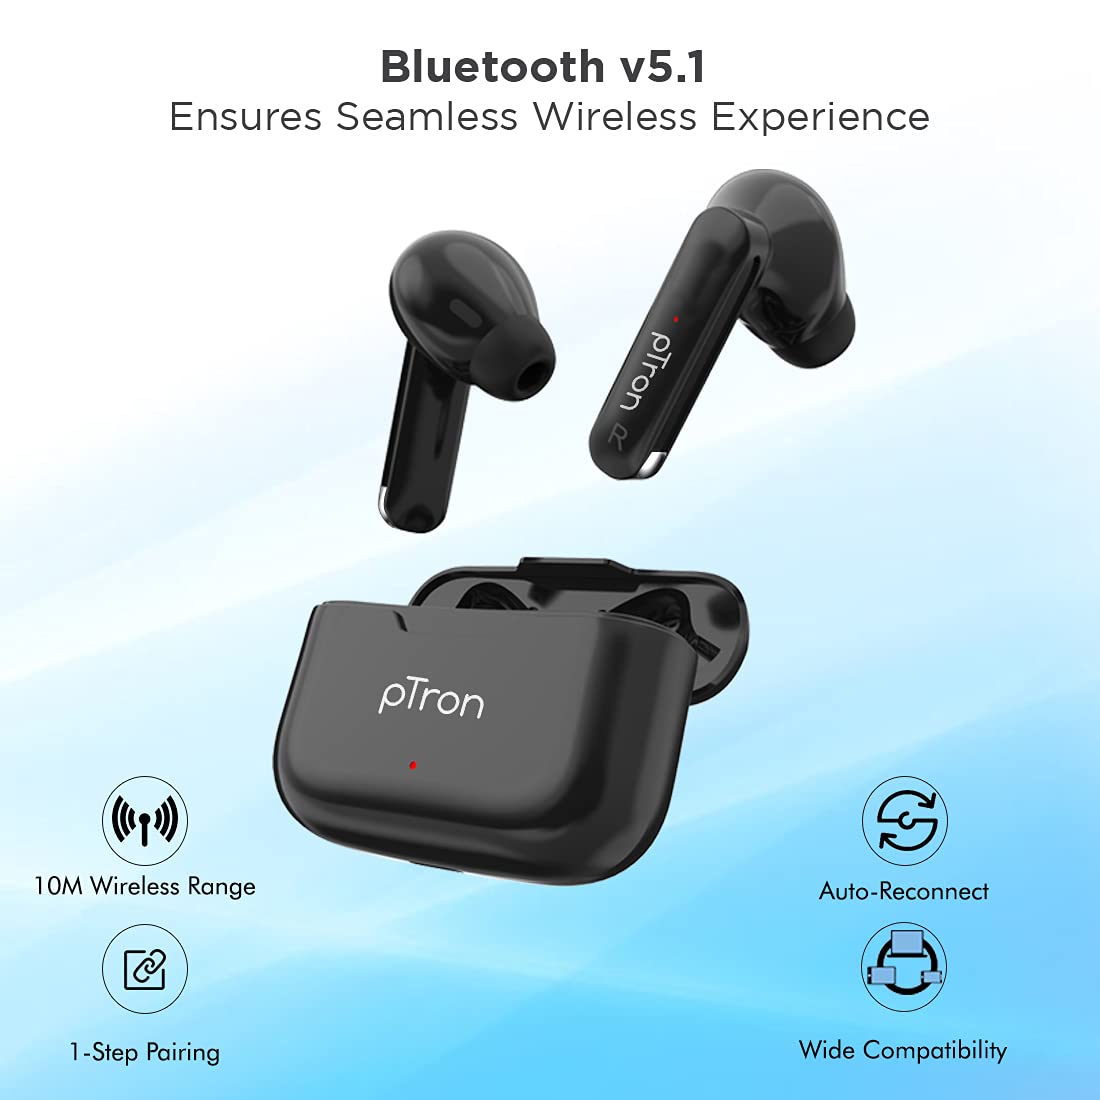 Bluetooth v5.1
Ensures Seamless Wireless Experience
pTron
R
pTron
10M Wireless Range
Auto-Reconnect
1-Step Pairing
Wide Compatibility